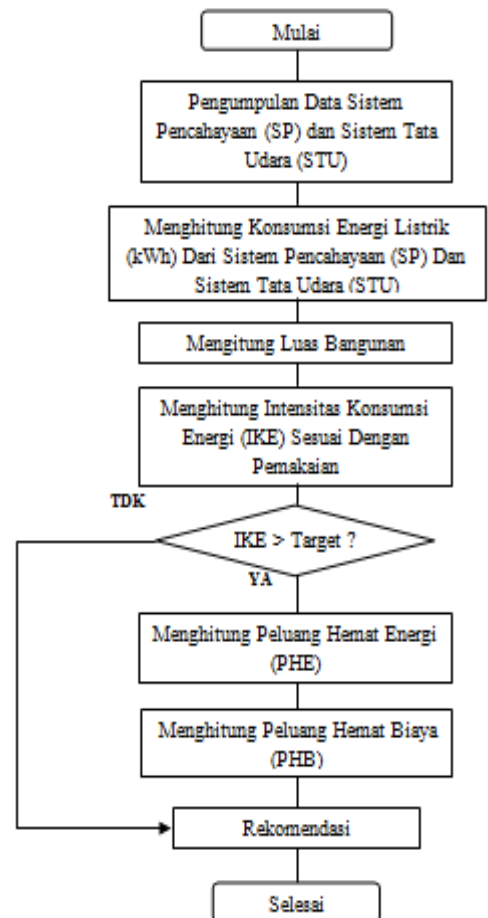 Mulai
Pengumpulan Data Sistem
Pencahayaan (SP) dan Sistem Tata
Udara (STU)
Menghitung Konsumsi Energi Listrik
(kWh) Dari Sistem Pencahayaan (SP) Dan
Sistem Tata Udara (STU)
Mengitung Luas Bangunan
Menghitung Intensitas Konsumsi
Energi (IKE) Sesuai Dengan
Pemakaian
TDK
IKE > Target ?
YA
Menghitung Peluang Hemat Energi
(PHE)
Menghitung Peluang Hemat Biaya
(PHB)
Rekomendasi
Selesai